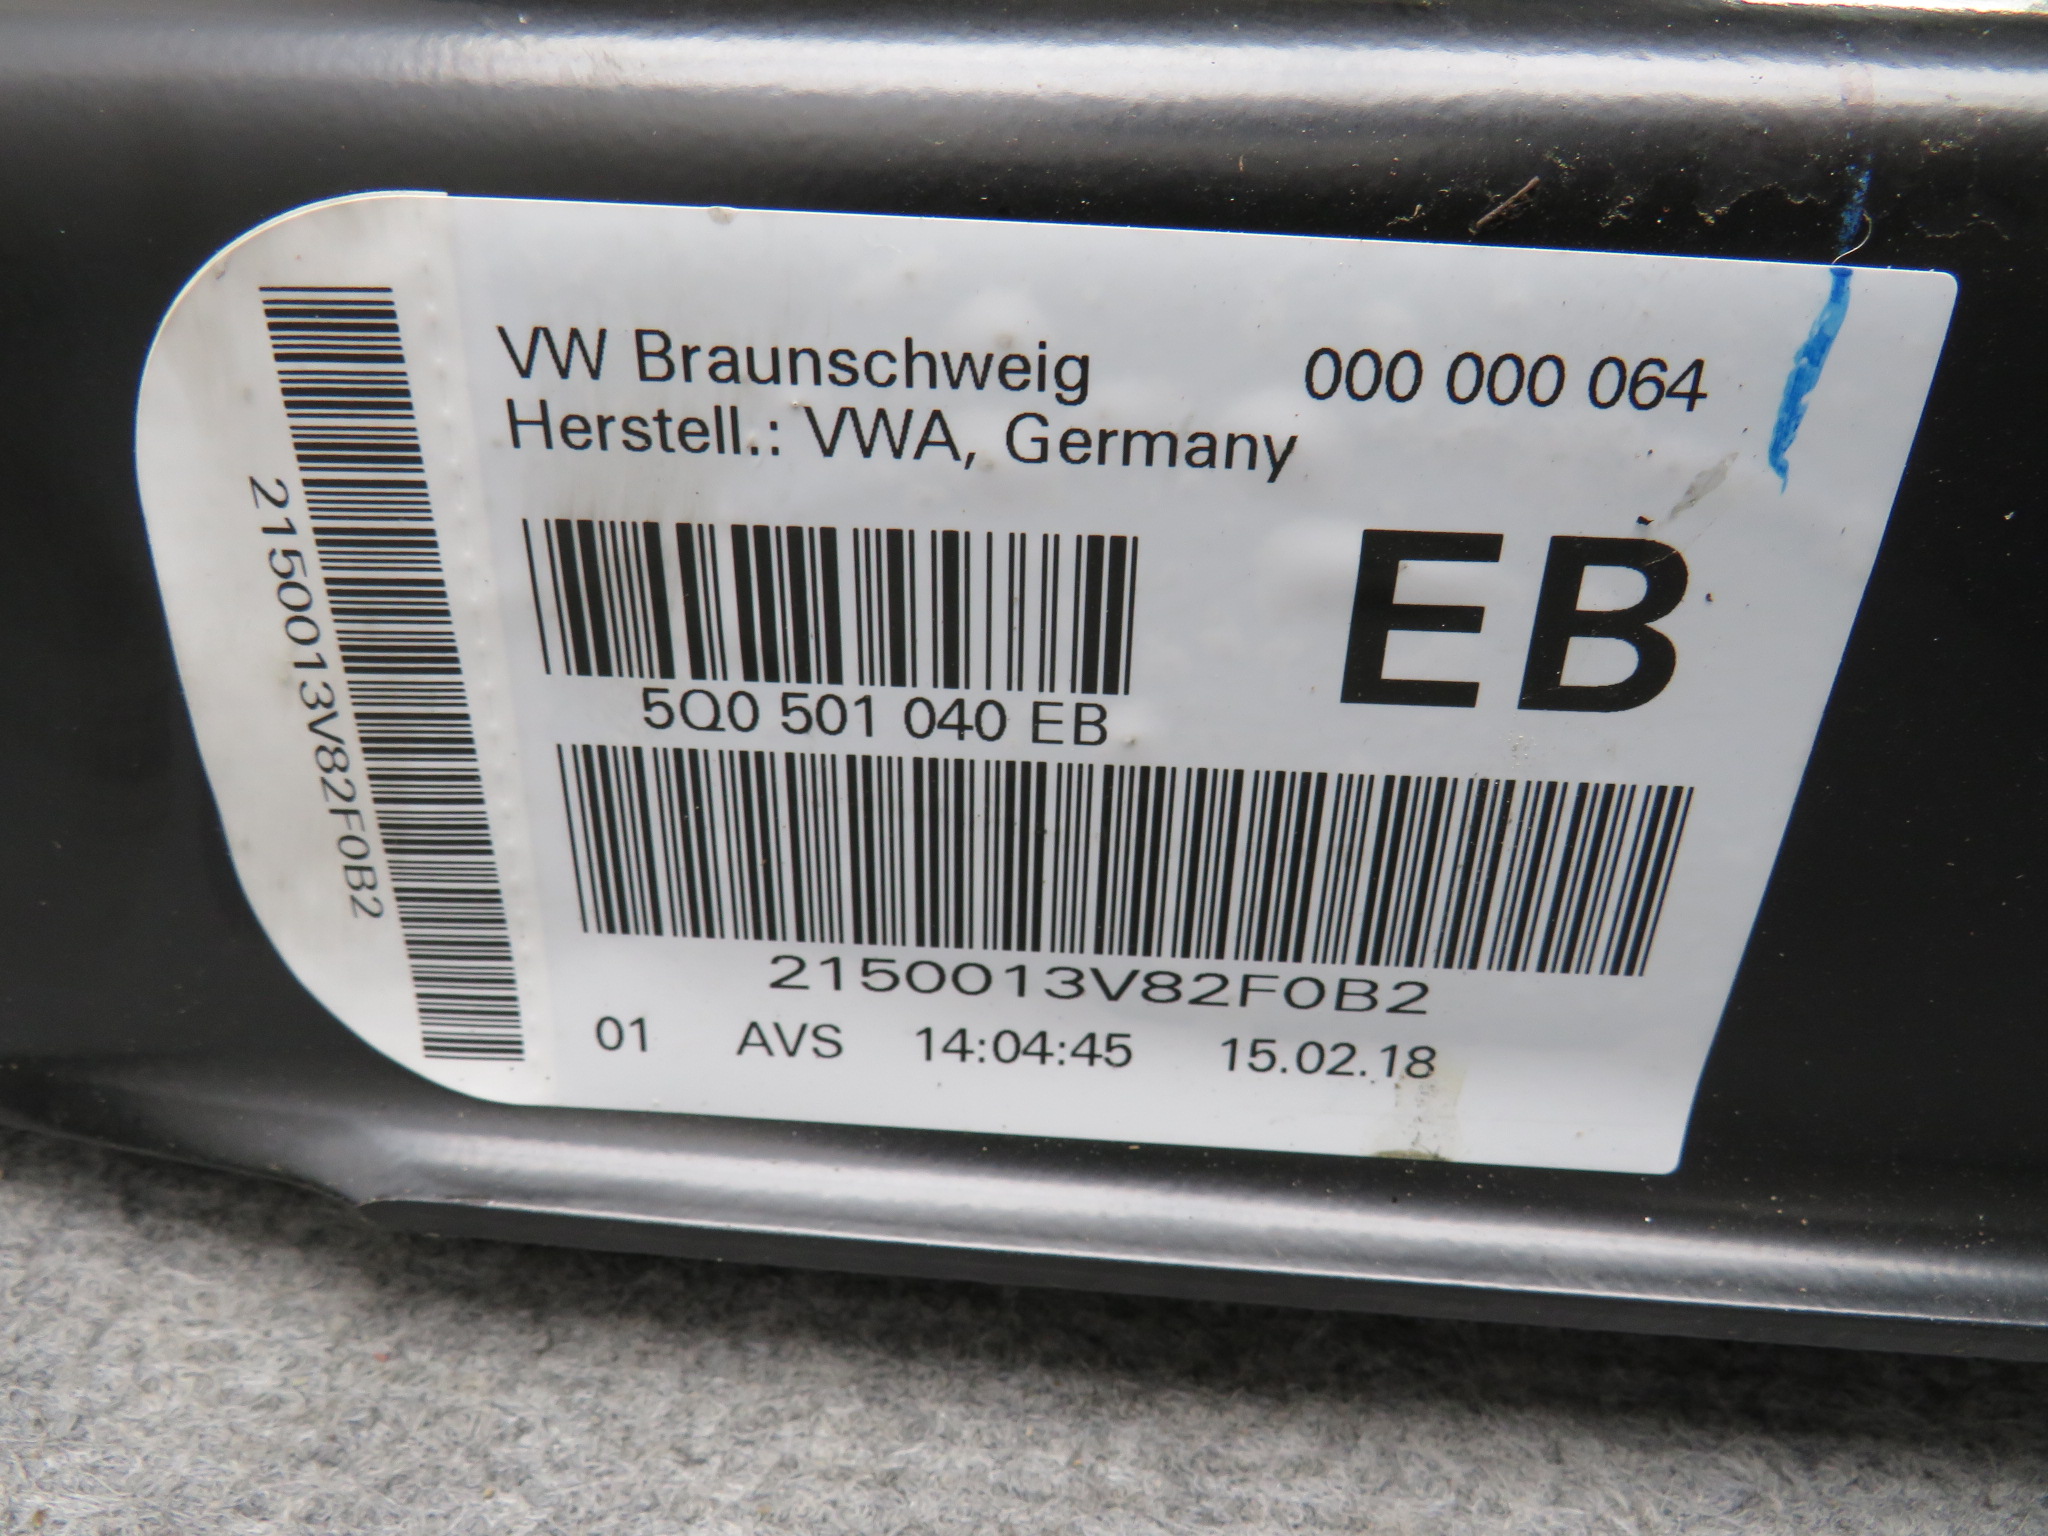 VW Braunschweig 000 000 064
Herstell.: VWA, Germany
EB
5Q0 501 040 EB
2150013V82F0B2
01 AVS 14:04:45 15.02.18
2150013V82F0B2